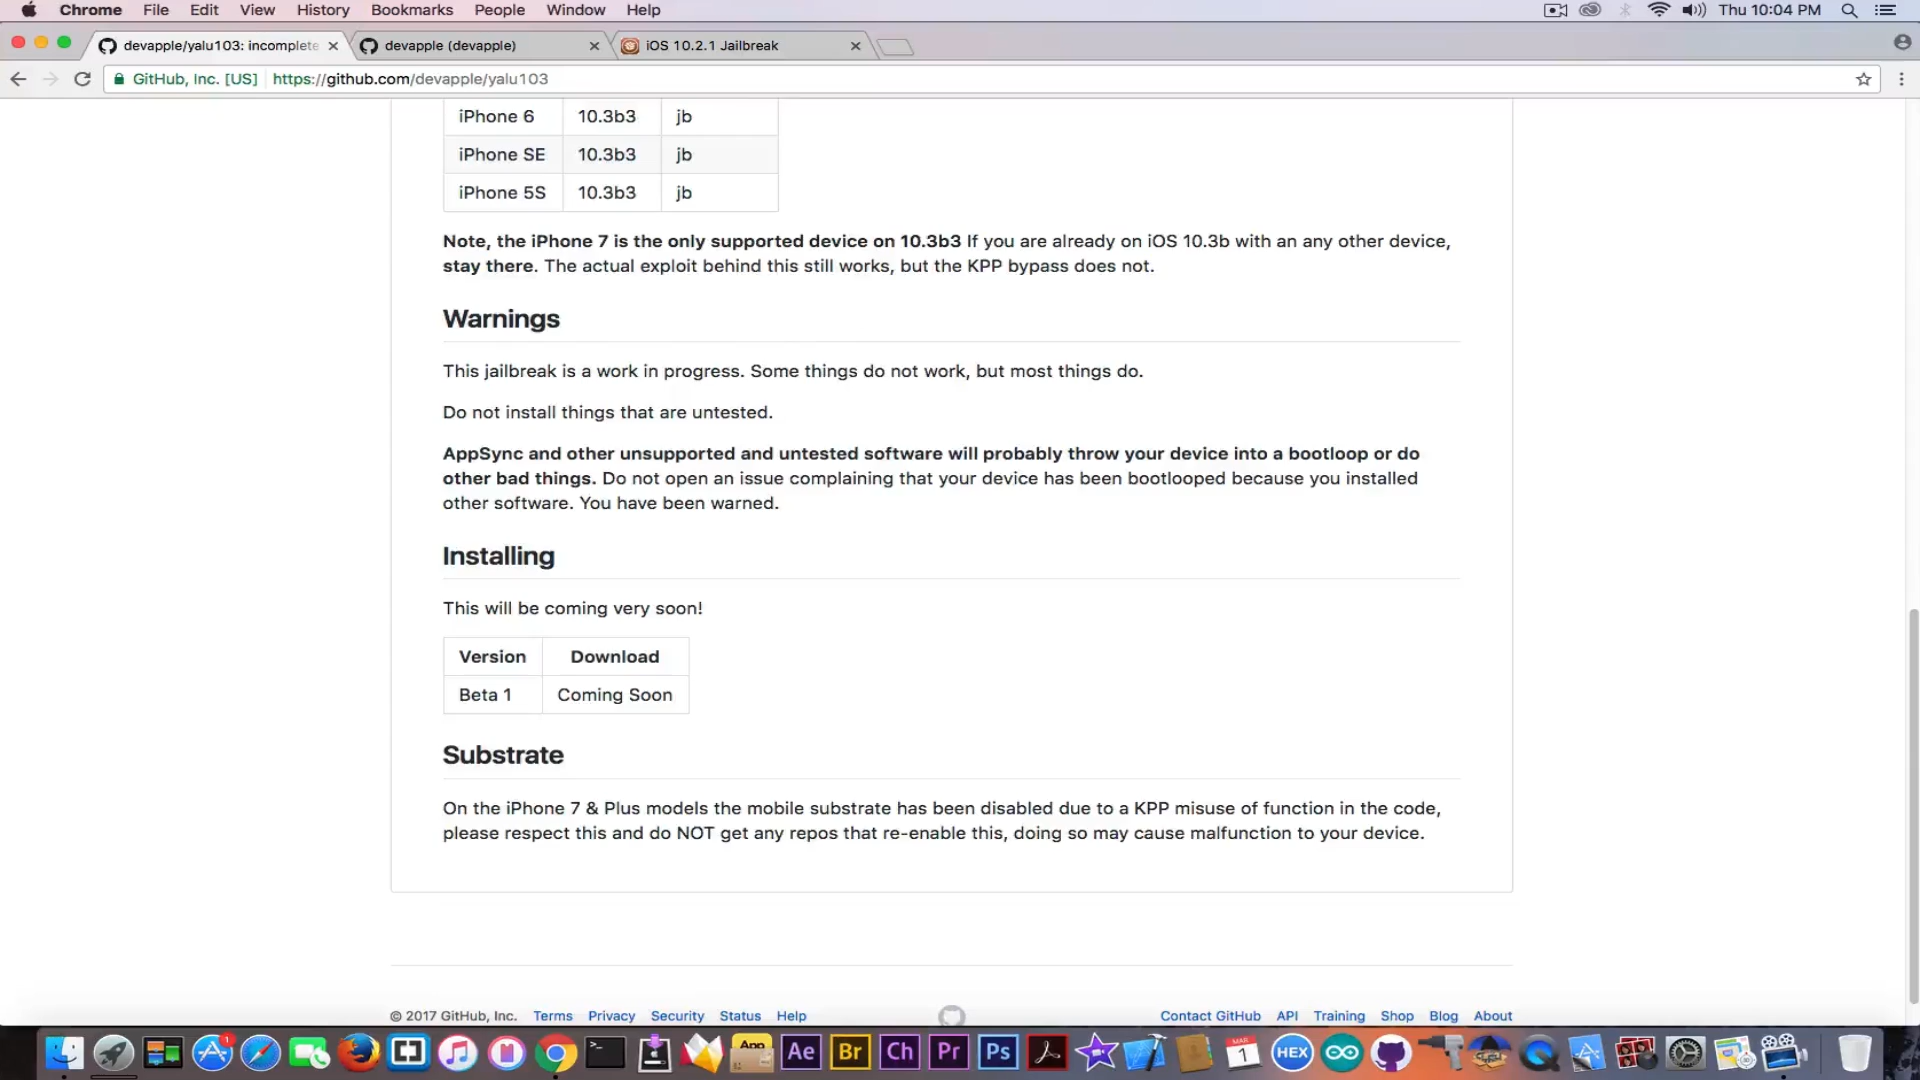 Chrome File Edit View History Bookmarks People Window Help Thu 10:04 PM
devapple/yalu103: incomplete devapple (devapple) iOS 10.2.1 Jailbreak
GitHub, Inc. [US] https://github.com/devapple/yalu103
iPhone 6 10.3b3 jb
iPhone SE 10.3b3 jb
iPhone 5S 10.3b3 jb
Note, the iPhone 7 is the only supported device on 10.3b3 If you are already on iOS 10.3b with an any other device,
stay there. The actual exploit behind this still works, but the KPP bypass does not.
Warnings
This jailbreak is a work in progress. Some things do not work, but most things do.
Do not install things that are untested.
AppSync and other unsupported and untested software will probably throw your device into a bootloop or do
other bad things. Do not open an issue complaining that your device has been bootlooped because you installed
other software. You have been warned.
Installing
This will be coming very soon!
Version Download
Beta 1 Coming Soon
Substrate
On the iPhone 7 & Plus models the mobile substrate has been disabled due to a KPP misuse of function in the code,
please respect this and do NOT get any repos that re-enable this, doing so may cause malfunction to your device.
© 2017 GitHub, Inc. Terms Privacy Security Status Help Contact GitHub API Training Shop Blog About
1 App Ae Br Ch Pr Ps MAR 1 HEX